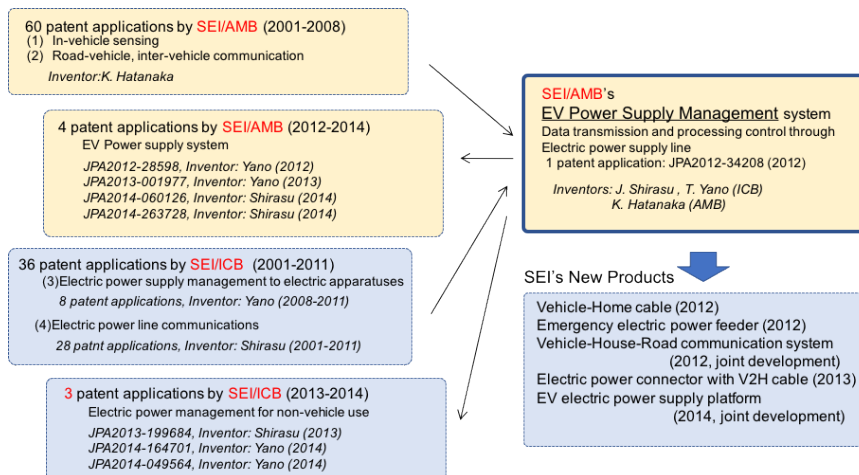 60 patent applications by SEI/AMB (2001-2008)
(1) In-vehicle sensing
(2) Road-vehicle, inter-vehicle communication
Inventor:K. Hatanaka
4 patent applications by SEI/AMB (2012-2014)
EV Power supply system
JPA2012-28598, Inventor: Yano (2012)
JPA2013-001977, Inventor: Yano (2013)
JPA2014-060126, Inventor: Shirasu (2014)
JPA2014-263728, Inventor: Shirasu (2014)
36 patent applications by SEI/ICB (2001-2011)
(3)Electric power supply management to electric apparatuses
8 patent applications, Inventor: Yano (2008-2011)
(4)Electric power line communications
28 patnt applications, Inventor: Shirasu (2001-2011)
3 patent applications by SEI/ICB (2013-2014)
Electric power management for non-vehicle use
JPA2013-199684, Inventor: Shirasu (2013)
JPA2014-164701, Inventor: Yano (2014)
JPA2014-049564, Inventor: Yano (2014)
SEI/AMB's
EV Power Supply Management system
Data transmission and processing control through
Electric power supply line
1 patent application: JPA2012-34208 (2012)
Inventors: J. Shirasu , T. Yano (ICB)
K. Hatanaka (AMB)
SEI's New Products
Vehicle-Home cable (2012)
Emergency electric power feeder (2012)
Vehicle-House-Road communication system
(2012, joint development)
Electric power connector with V2H cable (2013)
EV electric power supply platform
(2014, joint development)